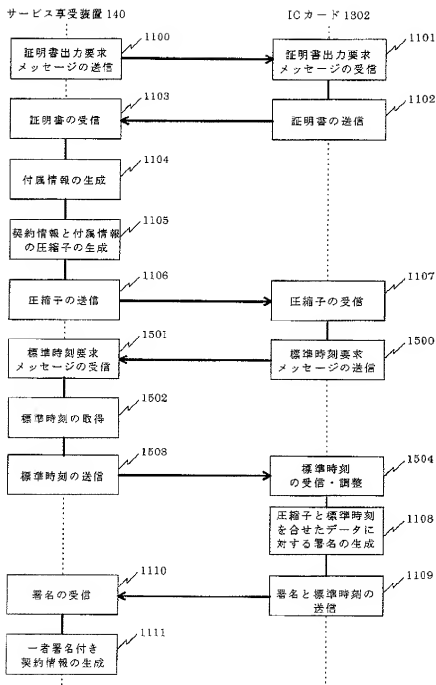 サービス享受装置140
ICカード1302
1100
証明書出力要求
メッセージの送信
1101
証明書出力要求
メッセージの受信
1103
証明書の受信
1102
証明書の送信
1104
付属情報の生成
1105
契約情報と付属情報
の圧縮子の生成
1106
圧縮子の送信
1107
圧縮子の受信
1501
標準時刻要求
メッセージの受信
1500
標準時刻要求
メッセージの送信
1502
標準時刻の取得
1503
標準時刻の送信
1504
標準時刻
の受信・調整
1108
圧縮子と標準時刻
を合せたデータに
対する署名の生成
1110
署名の受信
1109
署名と標準時刻の
送信
1111
一者署名付き
契約情報の生成